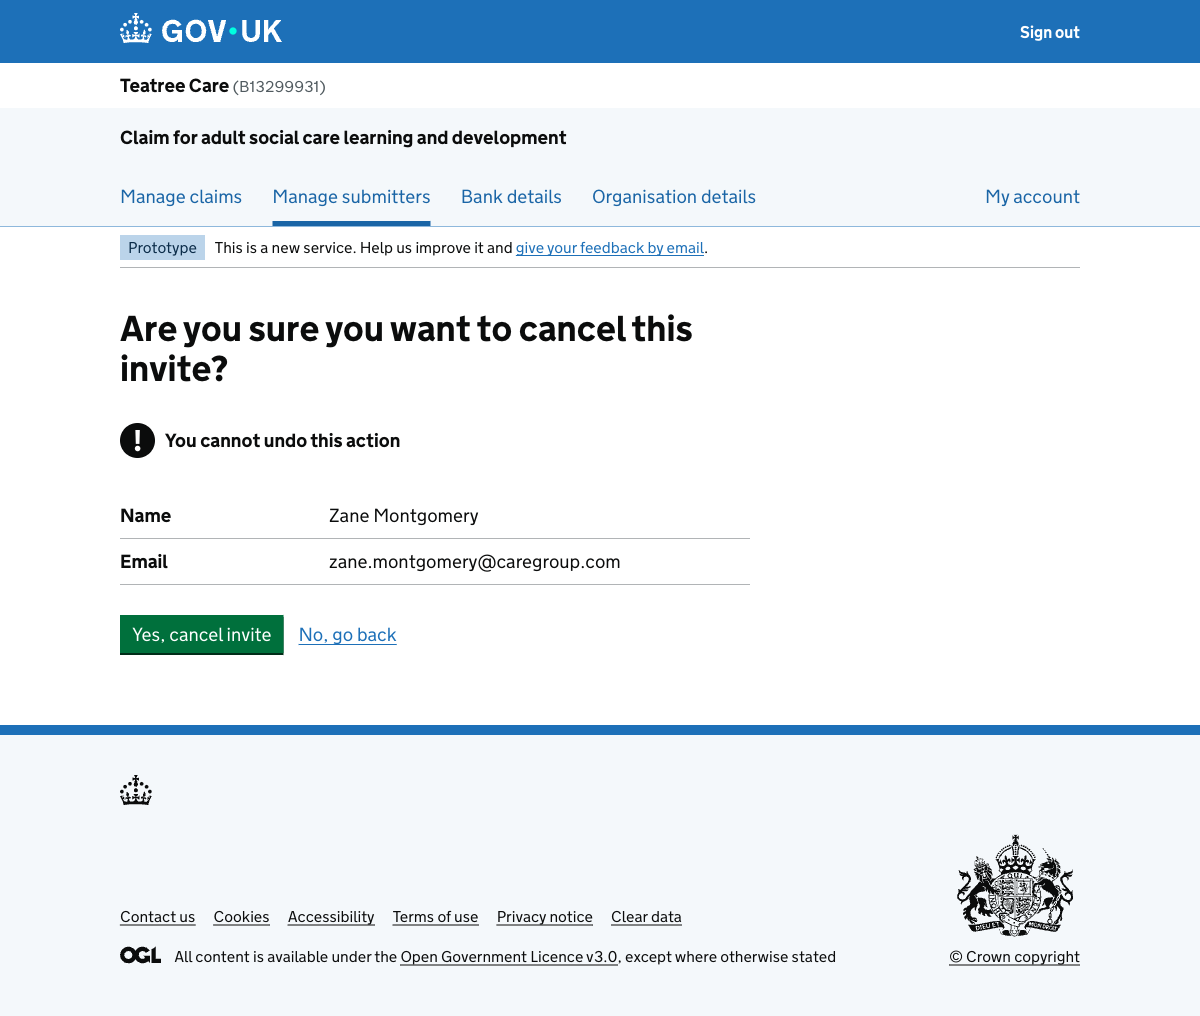 GOV·UK
Sign out
Teatree Care (B13299931)
Claim for adult social care learning and development
Manage claims
Manage submitters
Bank details
Organisation details
My account
Prototype
This is a new service. Help us improve it and give your feedback by email.
Are you sure you want to cancel this
invite?
! You cannot undo this action
Name
Zane Montgomery
Email
zane.montgomery@caregroup.com
Yes, cancel invite
No, go back
Contact us
Cookies
Accessibility
Terms of use
Privacy notice
Clear data
OGL
All content is available under the Open Government Licence v3.0, except where otherwise stated
© Crown copyright